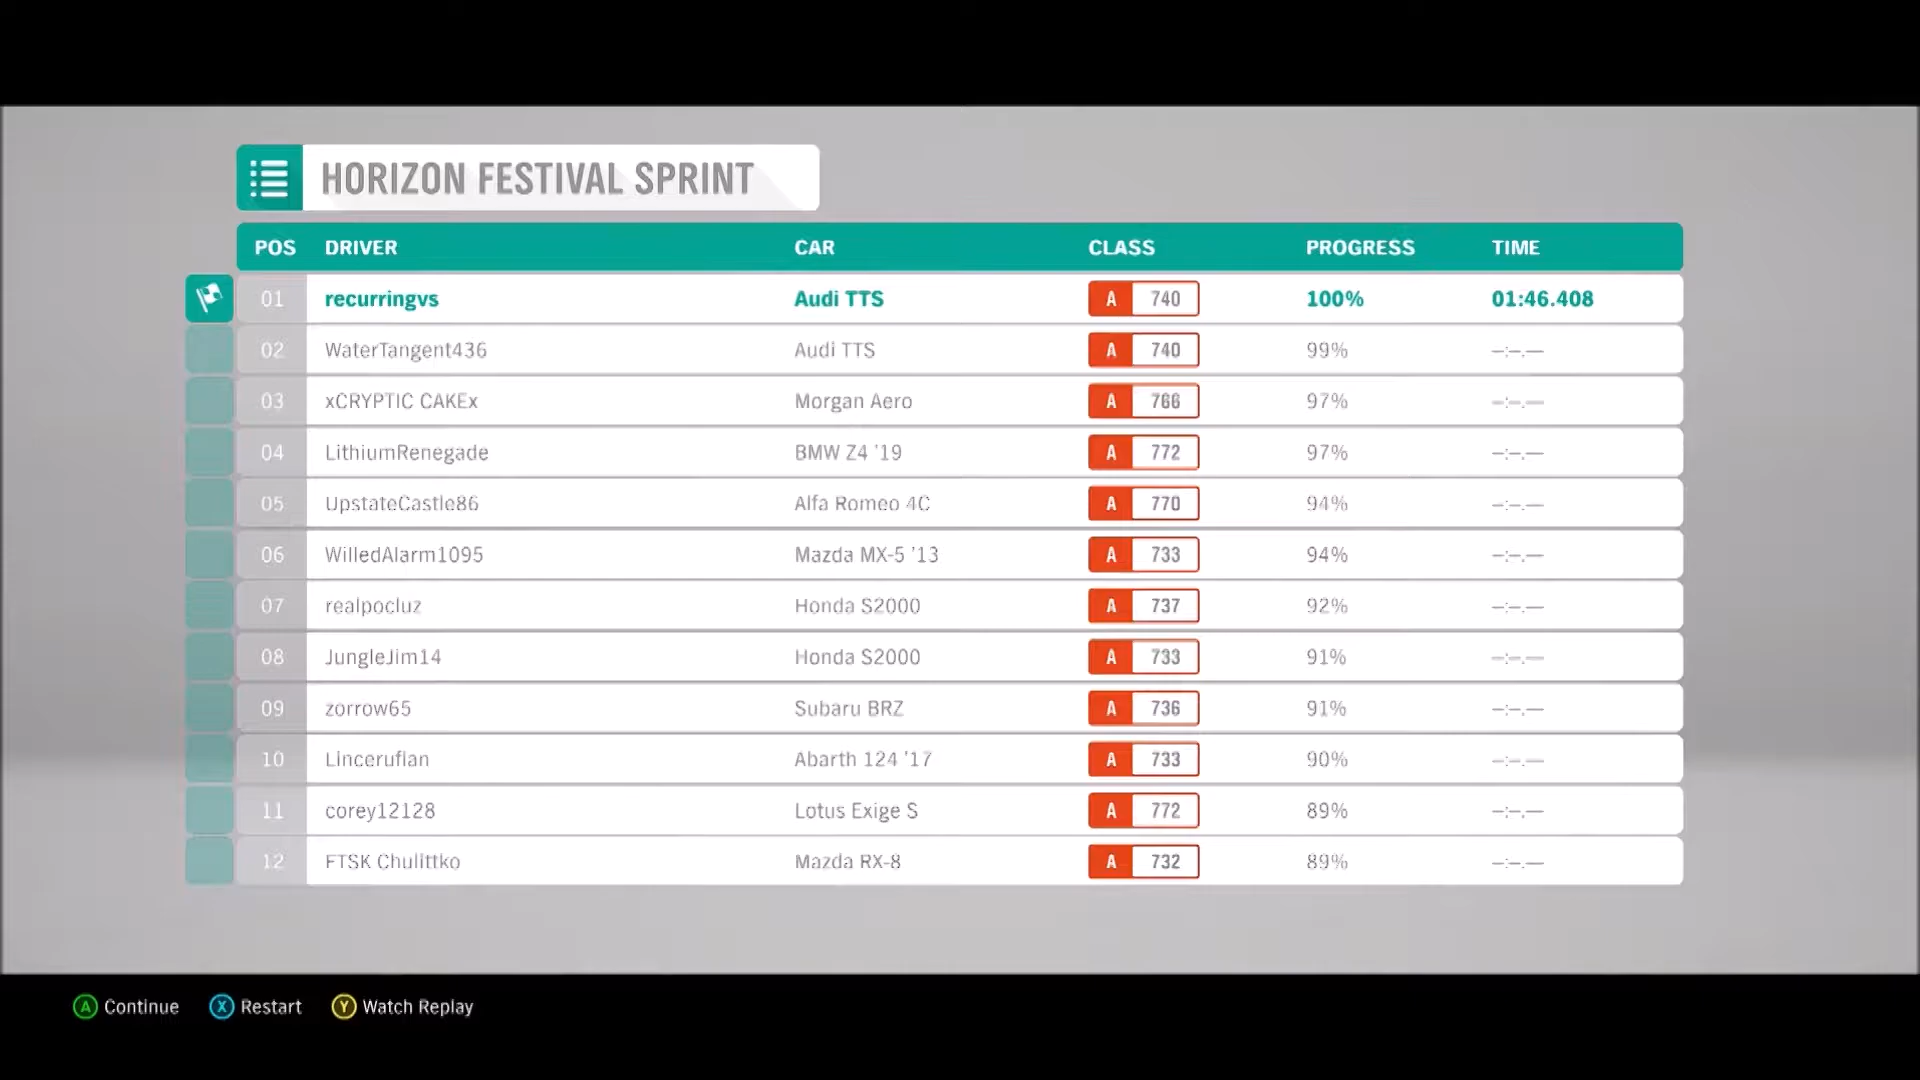 HORIZON FESTIVAL SPRINT
POS DRIVER CAR CLASS PROGRESS TIME
01 recurringvs Audi TTS A 740 100% 01:46.408
02 WaterTangent436 Audi TTS A 740 99% --:--.---
03 xCRYPTIC CAKEx Morgan Aero A 766 97% --:--.---
04 LithiumRenegade BMW Z4 '19 A 772 97% --:--.---
05 UpstateCastle86 Alfa Romeo 4C A 770 94% --:--.---
06 WilledAlarm1095 Mazda MX-5 '13 A 733 94% --:--.---
07 realpocluz Honda S2000 A 737 92% --:--.---
08 JungleJim14 Honda S2000 A 733 91% --:--.---
09 zorrow65 Subaru BRZ A 736 91% --:--.---
10 Linceruflan Abarth 124 '17 A 733 90% --:--.---
11 corey12128 Lotus Exige S A 772 89% --:--.---
12 FTSK Chulittko Mazda RX-8 A 732 89% --:--.---
A Continue X Restart Y Watch Replay